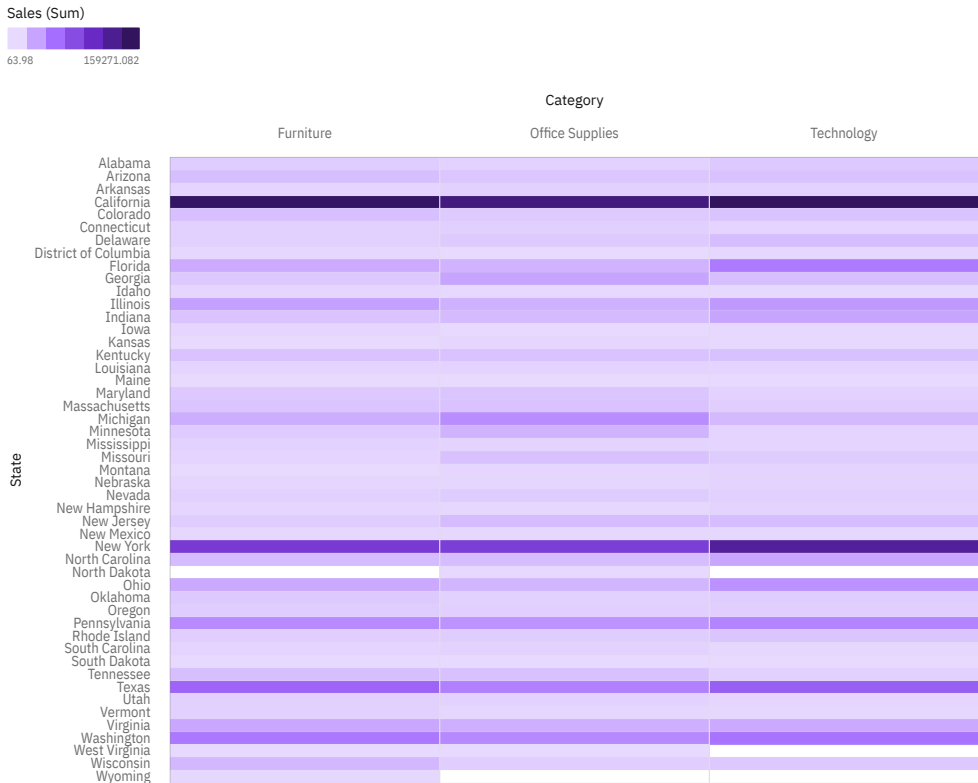 Sales (Sum)
63.98 159271.082
Category
Furniture Office Supplies Technology
State
Alabama
Arizona
Arkansas
California
Colorado
Connecticut
Delaware
District of Columbia
Florida
Georgia
Idaho
Illinois
Indiana
Iowa
Kansas
Kentucky
Louisiana
Maine
Maryland
Massachusetts
Michigan
Minnesota
Mississippi
Missouri
Montana
Nebraska
Nevada
New Hampshire
New Jersey
New Mexico
New York
North Carolina
North Dakota
Ohio
Oklahoma
Oregon
Pennsylvania
Rhode Island
South Carolina
South Dakota
Tennessee
Texas
Utah
Vermont
Virginia
Washington
West Virginia
Wisconsin
Wyoming